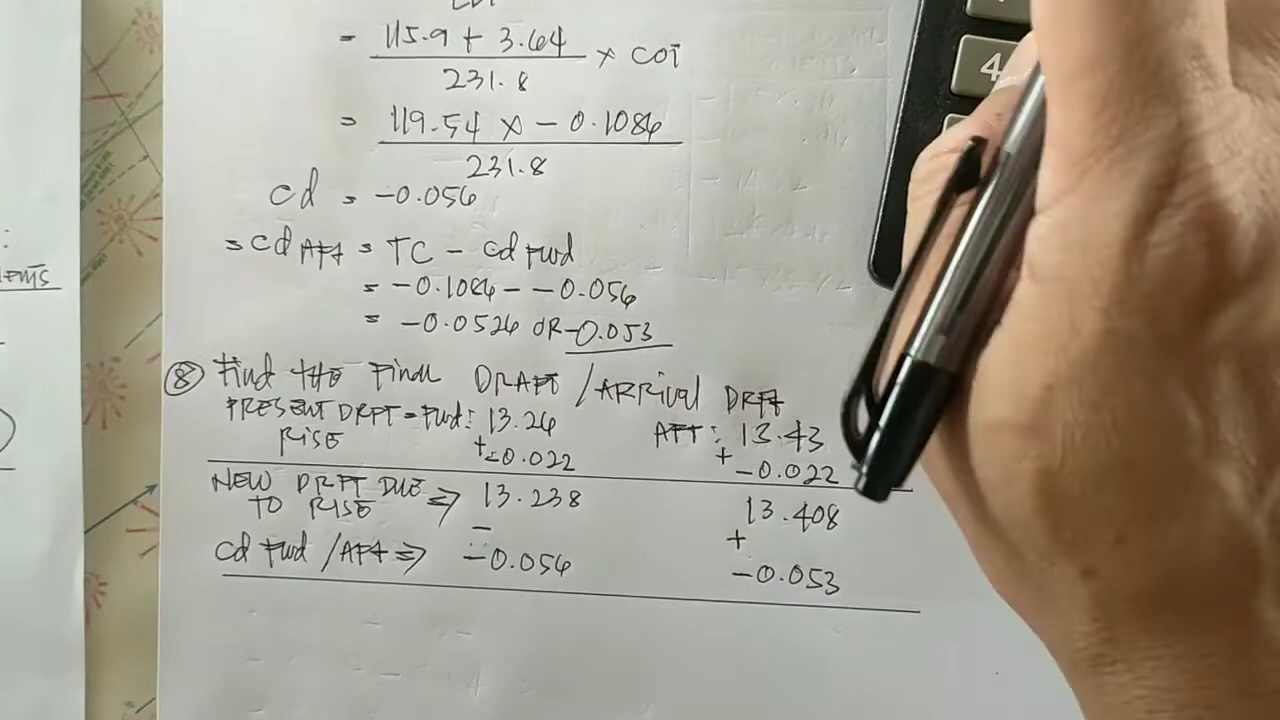 = 115.9 + 3.64 / 231.8 × COT
= 119.54 × -0.1086 / 231.8
cd = -0.056
= cd AFT = TC - cd FWD
= -0.1086 - -0.056
= -0.0526 OR -0.053
⑧ FIND THE FINAL DRAFT / ARRIVAL DRFT
PRESENT DRFT = FWD: 13.26 AFT: 13.43
RISE + -0.022 + -0.022
NEW DRFT DUE TO RISE ⇒ 13.238 13.408
- +
Cd FWD / AFT ⇒ -0.056 -0.053
4